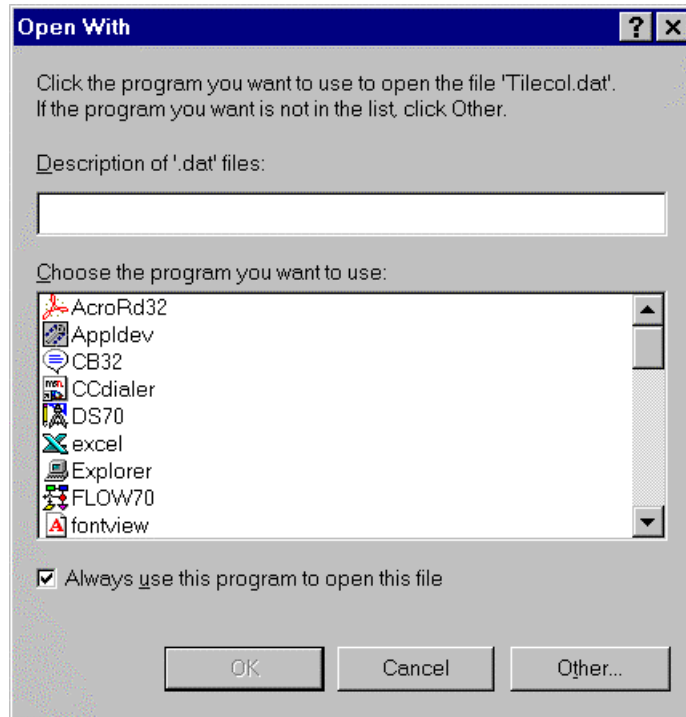 Open With
Click the program you want to use to open the file 'Tilecol.dat'.
If the program you want is not in the list, click Other.
Description of '.dat' files:
Choose the program you want to use:
AcroRd32
Appldev
CB32
CCdialer
DS70
excel
Explorer
FLOW70
fontview
Always use this program to open this file
OK
Cancel
Other...